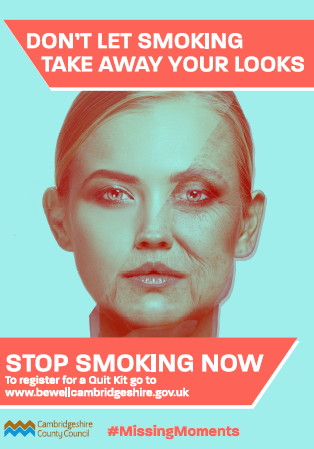 DON'T LET SMOKING
TAKE AWAY YOUR LOOKS
STOP SMOKING NOW
To register for a Quit Kit go to
www.bewellcambridgeshire.gov.uk
Cambridgeshire
County Council
#MissingMoments